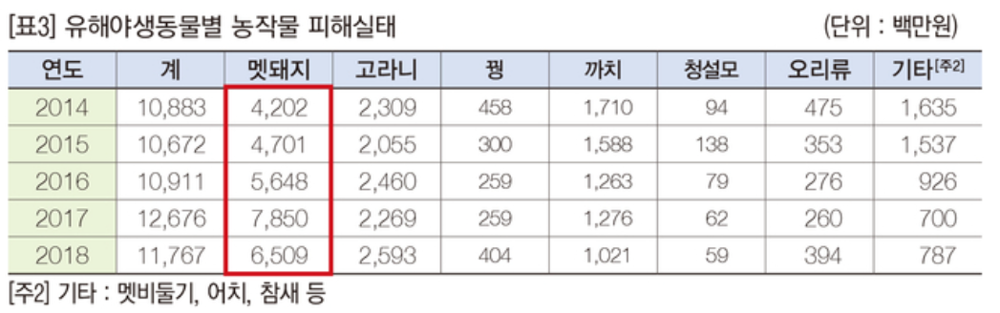 [표3] 유해야생동물별 농작물 피해실태 (단위 : 백만원)
연도 계 멧돼지 고라니 꿩 까치 청설모 오리류 기타[주2]
2014 10,883 4,202 2,309 458 1,710 94 475 1,635
2015 10,672 4,701 2,055 300 1,588 138 353 1,537
2016 10,911 5,648 2,460 259 1,263 79 276 926
2017 12,676 7,850 2,269 259 1,276 62 260 700
2018 11,767 6,509 2,593 404 1,021 59 394 787
[주2] 기타 : 멧비둘기, 어치, 참새 등